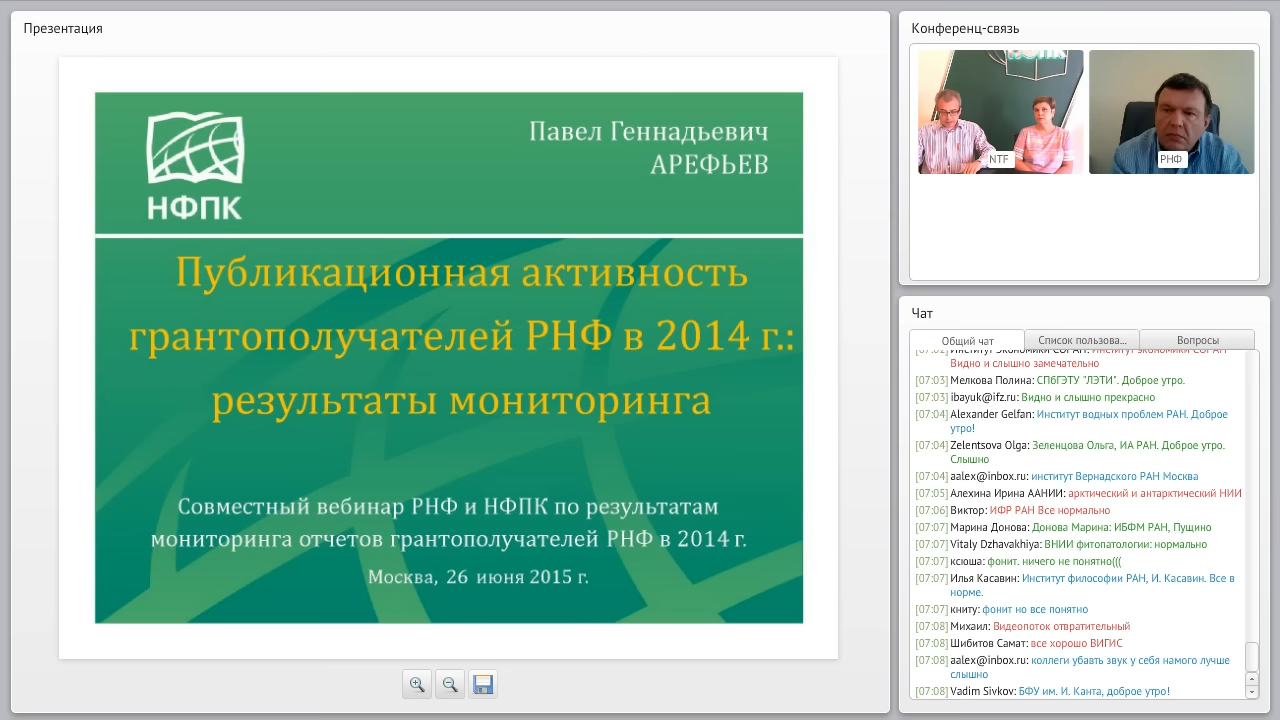 Презентация
НФПК
Павел Геннадьевич
АРЕФЬЕВ
Публикационная активность
грантополучателей РНФ в 2014 г.:
результаты мониторинга
Совместный вебинар РНФ и НФПК по результатам
мониторинга отчетов грантополучателей РНФ в 2014 г.
Москва, 26 июня 2015 г.
Конференц-связь
NTF
РНФ
Чат
Общий чат
Список пользова...
Вопросы
Видно и слышно замечательно
[07:03] Мелкова Полина: СПбГЭТУ "ЛЭТИ". Доброе утро.
[07:03] ibayuk@ifz.ru: Видно и слышно прекрасно
[07:04] Alexander Gelfan: Институт водных проблем РАН. Доброе
утро!
[07:04] Zelentsova Olga: Зеленцова Ольга, ИА РАН. Доброе утро.
Слышно
[07:04] aalex@inbox.ru: институт Вернадского РАН Москва
[07:05] Алехина Ирина ААНИИ: арктический и антарктический НИИ
[07:06] Виктор: ИФР РАН Все нормально
[07:07] Марина Донова: Донова Марина: ИБФМ РАН, Пущино
[07:07] Vitaly Dzhavakhiya: ВНИИ фитопологии: нормально
[07:07] ксюша: фонит. ничего не понятно(((
[07:07] Илья Касавин: Институт философии РАН, И. Касавин. Все в
норме.
[07:07] книту: фонит но все понятно
[07:08] Михаил: Видеопоток отвратительный
[07:08] Шибитов Самат: все хорошо ВИГИС
[07:08] aalex@inbox.ru: коллеги убавть звук у себя намого лучше
слышно
[07:08] Vadim Sivkov: БФУ им. И. Канта, доброе утро!